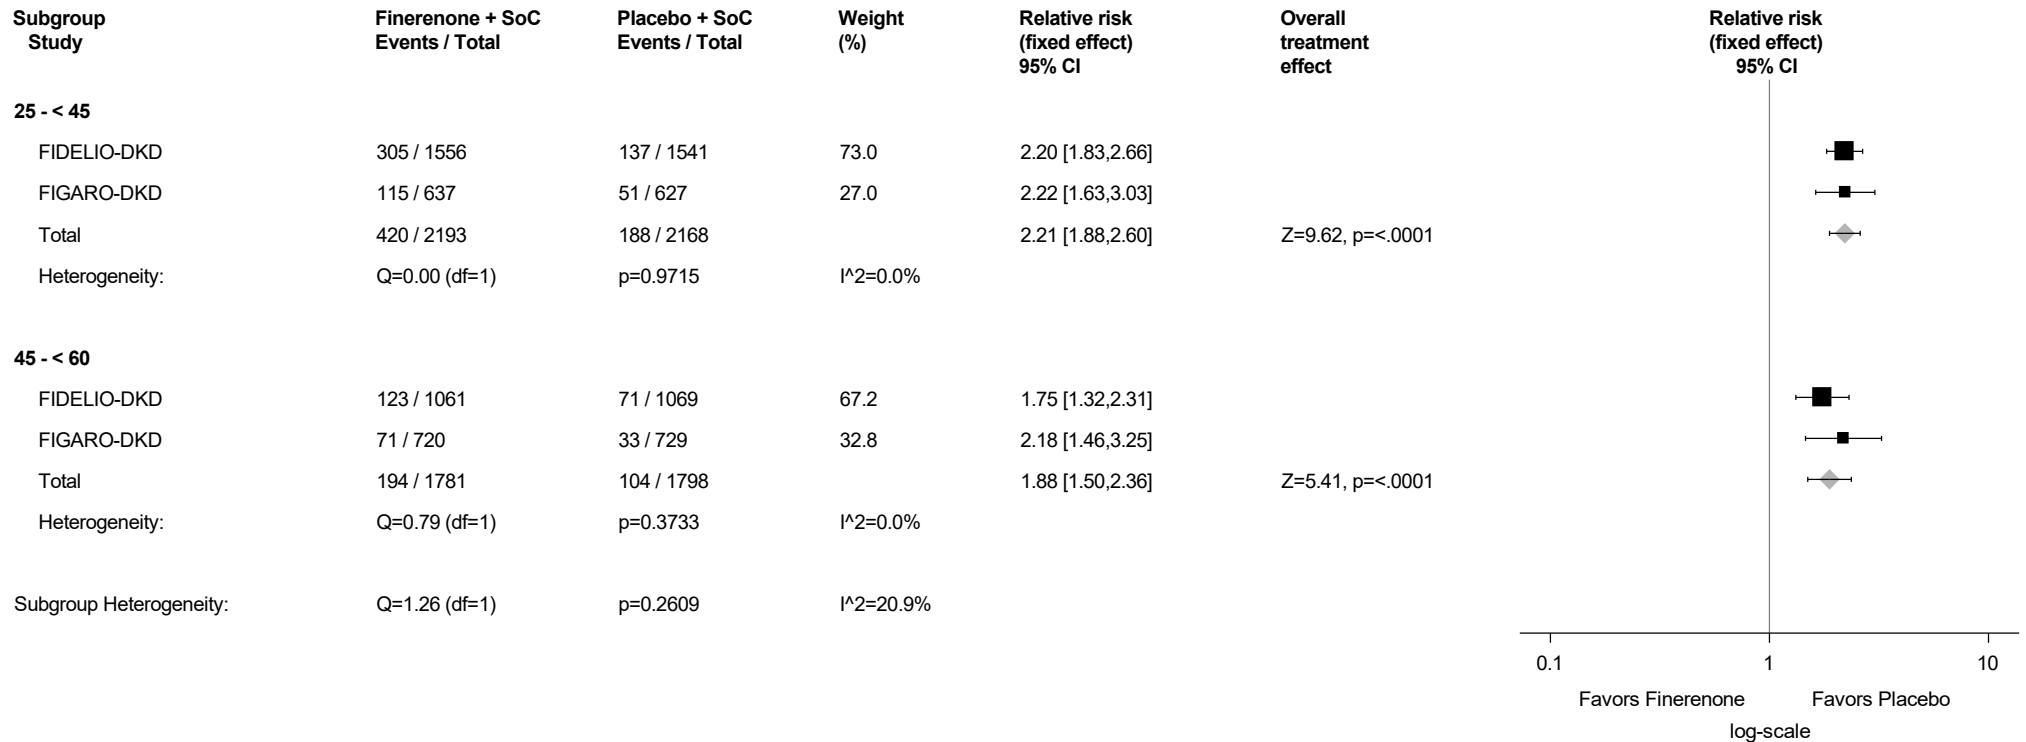 Subgroup Finerenone + SoC Placebo + SoC Weight Relative risk Overall Relative risk
Study Events / Total Events / Total (%) (fixed effect) treatment (fixed effect)
95% CI effect 95% CI
25 - < 45
FIDELIO-DKD 305 / 1556 137 / 1541 73.0 2.20 [1.83,2.66]
FIGARO-DKD 115 / 637 51 / 627 27.0 2.22 [1.63,3.03]
Total 420 / 2193 188 / 2168 2.21 [1.88,2.60] Z=9.62, p=<.0001
Heterogeneity: Q=0.00 (df=1) p=0.9715 I^2=0.0%
45 - < 60
FIDELIO-DKD 123 / 1061 71 / 1069 67.2 1.75 [1.32,2.31]
FIGARO-DKD 71 / 720 33 / 729 32.8 2.18 [1.46,3.25]
Total 194 / 1781 104 / 1798 1.88 [1.50,2.36] Z=5.41, p=<.0001
Heterogeneity: Q=0.79 (df=1) p=0.3733 I^2=0.0%
Subgroup Heterogeneity: Q=1.26 (df=1) p=0.2609 I^2=20.9%
0.1 1 10
Favors Finerenone Favors Placebo
log-scale